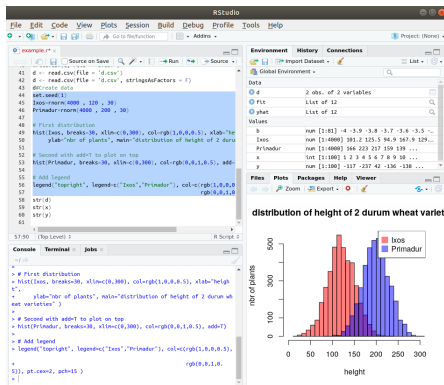 RStudio
File Edit Code View Plots Session Build Debug Profile Tools Help
Go to file/function
Addins
Project: (None)
example.r*
Source on Save
Run
Source
41 d <- read.csv(file = 'd.csv')
42 d <- read.csv(file = 'd.csv', stringsAsFactors = F)
43 #Create data
44 set.seed(1)
45 Ixos=rnorm(4000 , 120 , 30)
46 Primadur=rnorm(4000 , 200 , 30)
47
48 # First distribution
49 hist(Ixos, breaks=30, xlim=c(0,300), col=rgb(1,0,0,0.5), xlab="he
50 ylab="nbr of plants", main="distribution of height of 2 duru
51
52 # Second with add=T to plot on top
53 hist(Primadur, breaks=30, xlim=c(0,300), col=rgb(0,0,1,0.5), add=
54
55 # Add legend
56 legend("topright", legend=c("Ixos","Primadur"), col=c(rgb(1,0,0,0
57 rgb(0,0,1,0
58 str(d)
59 str(x)
60 str(y)
61
57:90 (Top Level) R Script
Console Terminal Jobs
~/
>
> # First distribution
> hist(Ixos, breaks=30, xlim=c(0,300), col=rgb(1,0,0,0.5), xlab="heigh
t",
+ ylab="nbr of plants", main="distribution of height of 2 durum wh
eat varieties" )
>
> # Second with add=T to plot on top
> hist(Primadur, breaks=30, xlim=c(0,300), col=rgb(0,0,1,0.5), add=T)
>
> # Add legend
> legend("topright", legend=c("Ixos","Primadur"), col=c(rgb(1,0,0,0.5),
+ rgb(0,0,1,0.
5)), pt.cex=2, pch=15 )
>
Environment History Connections
Import Dataset
List
Global Environment
Data
d 2 obs. of 2 variables
fit List of 12
yhat List of 12
Values
b num [1:81] -4 -3.9 -3.8 -3.7 -3.6 -3.5 -…
Ixos num [1:4000] 101.2 125.5 94.9 167.9 129.…
Primadur num [1:4000] 166 223 217 159 139 ...
x int [1:100] 1 2 3 4 5 6 7 8 9 10 ...
y num [1:100] -117 -237 42 -136 -138 ...
Files Plots Packages Help Viewer
Zoom Export
distribution of height of 2 durum wheat variet
Ixos
Primadur
nbr of plants
0 100 300 500
0 50 100 150 200 250 300
height